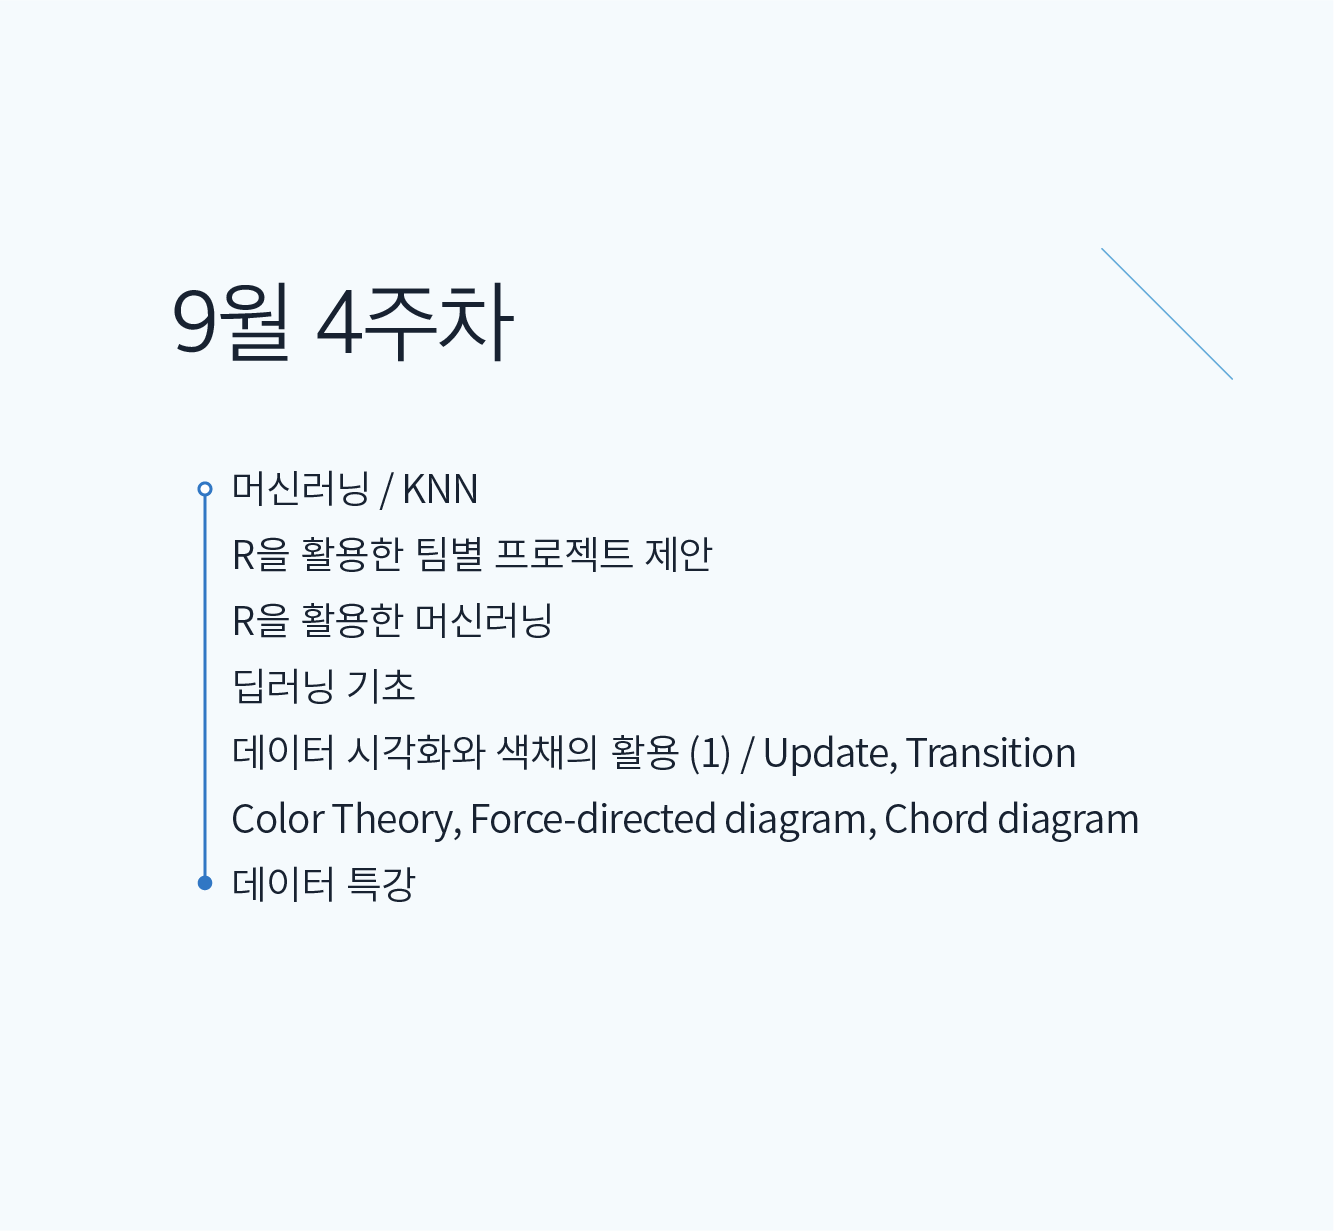 9월 4주차
머신러닝 / KNN
R을 활용한 팀별 프로젝트 제안
R을 활용한 머신러닝
딥러닝 기초
데이터 시각화와 색채의 활용 (1) / Update, Transition
Color Theory, Force-directed diagram, Chord diagram
데이터 특강